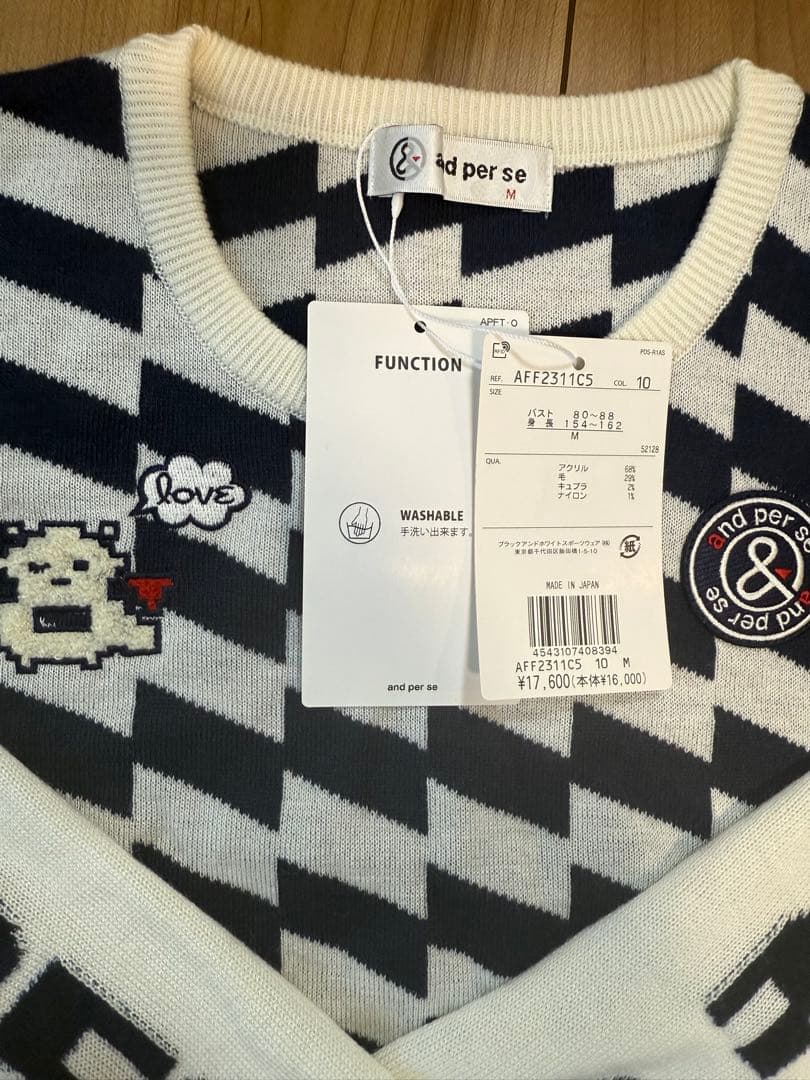 and per se
M
APFT-O
FUNCTION
WASHABLE
手洗い出来ます。
and per se
RFID
PDS-R1AS
REF. AFF2311C5 COL. 10
SIZE
バスト 80～88
身長 154～162
M
52128
QUA.
アクリル 68%
毛 29%
キュプラ 2%
ナイロン 1%
ブラックアンドホワイトスポーツウェア㈱
東京都千代田区飯田橋1-5-10
紙
MADE IN JAPAN
4543107408394
AFF2311C5 10 M
¥17,600(本体¥16,000)
love
and per se
&
and per se